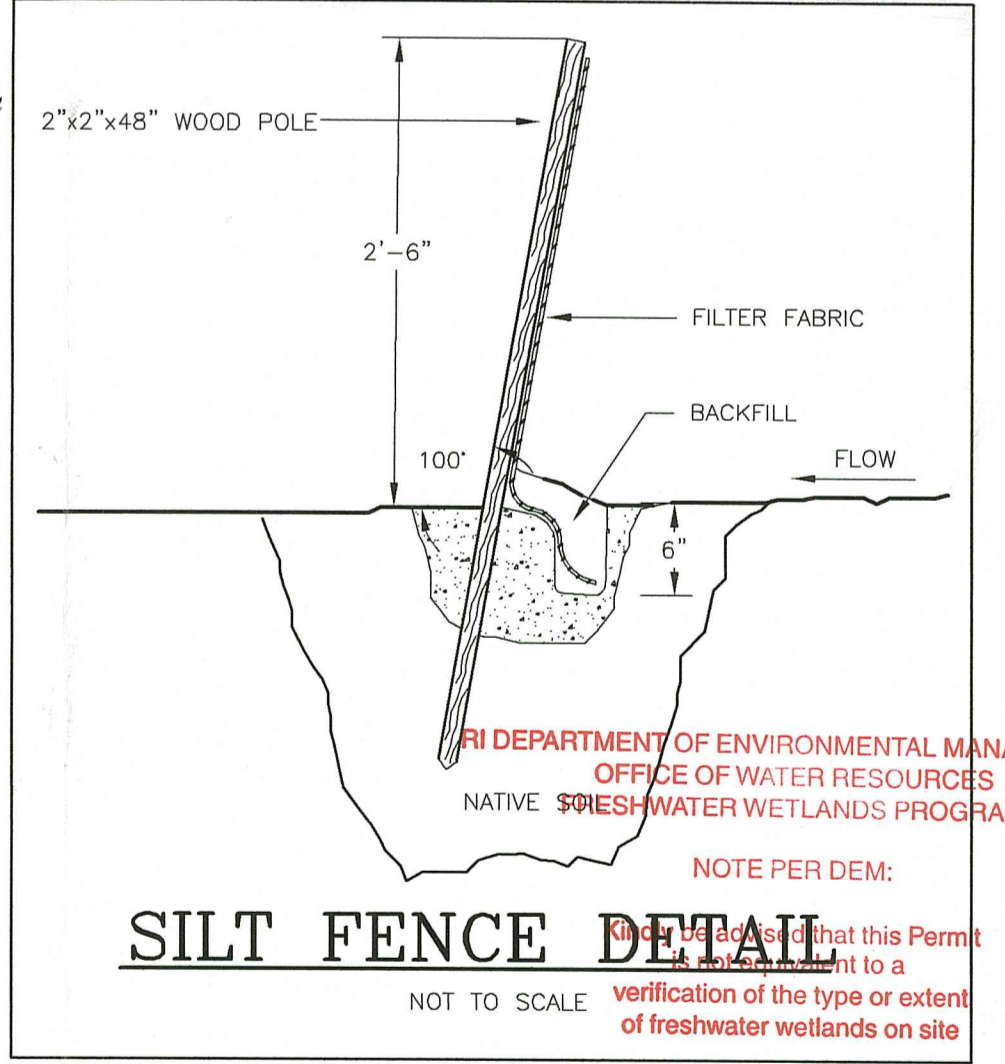 2"x2"x48" WOOD POLE
2'-6"
FILTER FABRIC
BACKFILL
100°
FLOW
6"
RI DEPARTMENT OF ENVIRONMENTAL
OFFICE OF WATER RESOURCES
NATIVE SOIL
FRESHWATER WETLANDS
NOTE PER DEM:
SILT FENCE DETAIL
Kindly be advised that this Permit
is not equivalent to a
NOT TO SCALE
verification of the type or extent
of freshwater wetlands on site